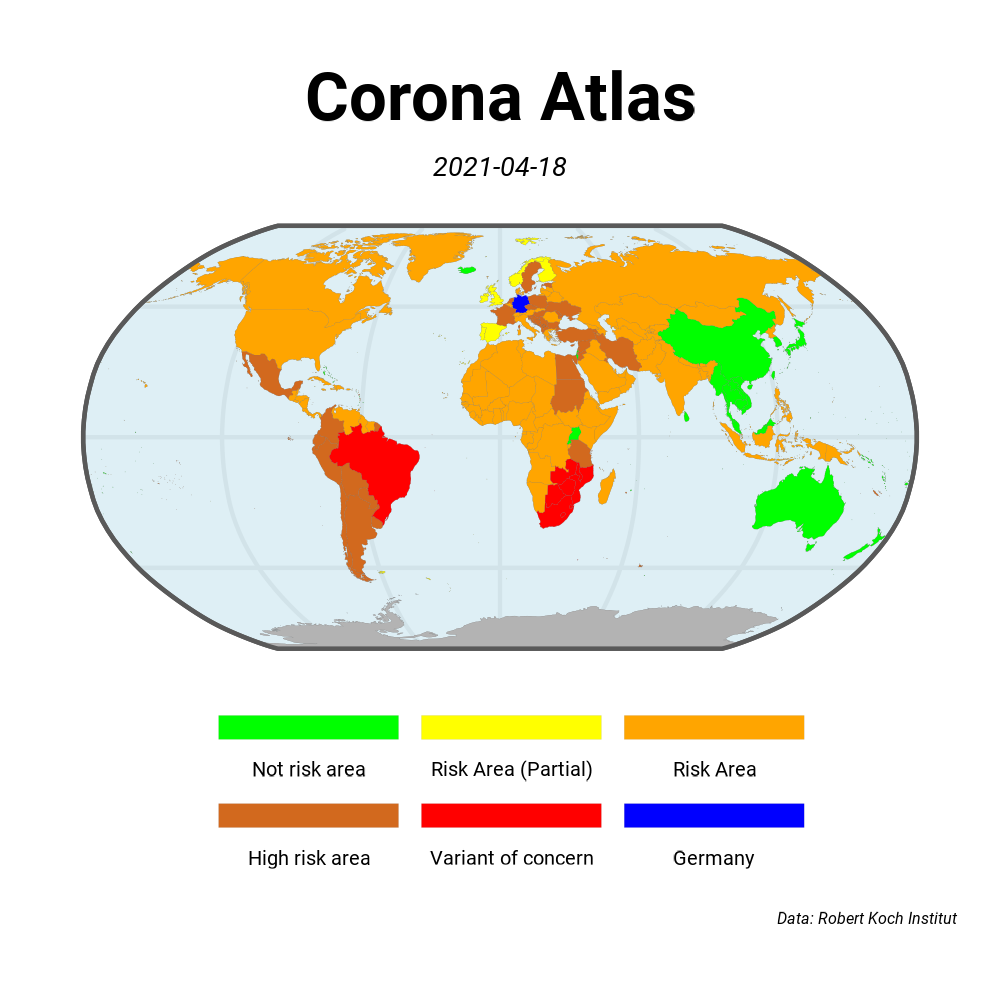 Corona Atlas
2021-04-18
Not risk area
Risk Area (Partial)
Risk Area
High risk area
Variant of concern
Germany
Data: Robert Koch Institut